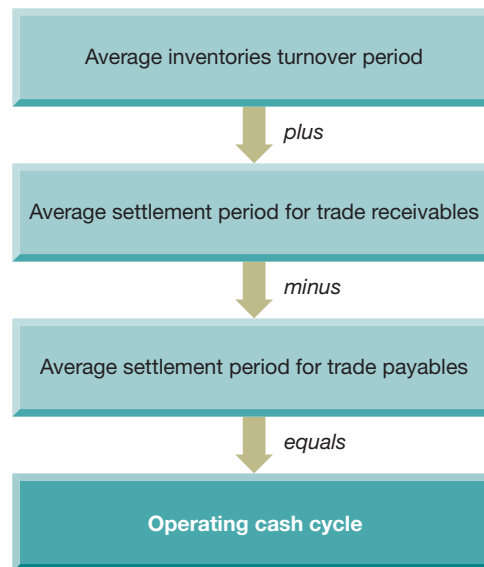 Average inventories turnover period
plus
Average settlement period for trade receivables
minus
Average settlement period for trade payables
equals
Operating cash cycle